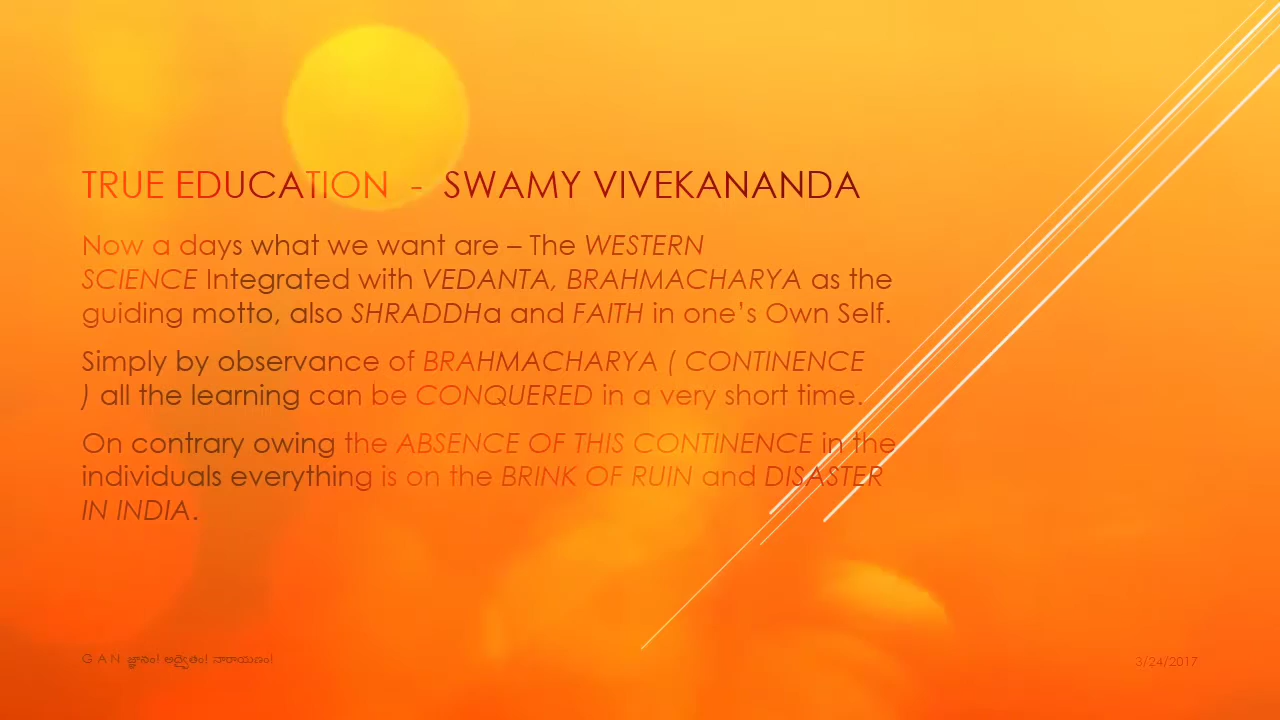 TRUE EDUCATION - SWAMY VIVEKANANDA
Now a days what we want are – The WESTERN
SCIENCE Integrated with VEDANTA, BRAHMACHARYA as the
guiding motto, also SHRADDHa and FAITH in one’s Own Self.
Simply by observance of BRAHMACHARYA ( CONTINENCE
) all the learning can be CONQUERED in a very short time.
On contrary owing the ABSENCE OF THIS CONTINENCE in the
individuals everything is on the BRINK OF RUIN and DISASTER
IN INDIA.
G A N జ్ఞానం! అద్వైతం! నారాయణం!
3/24/2017